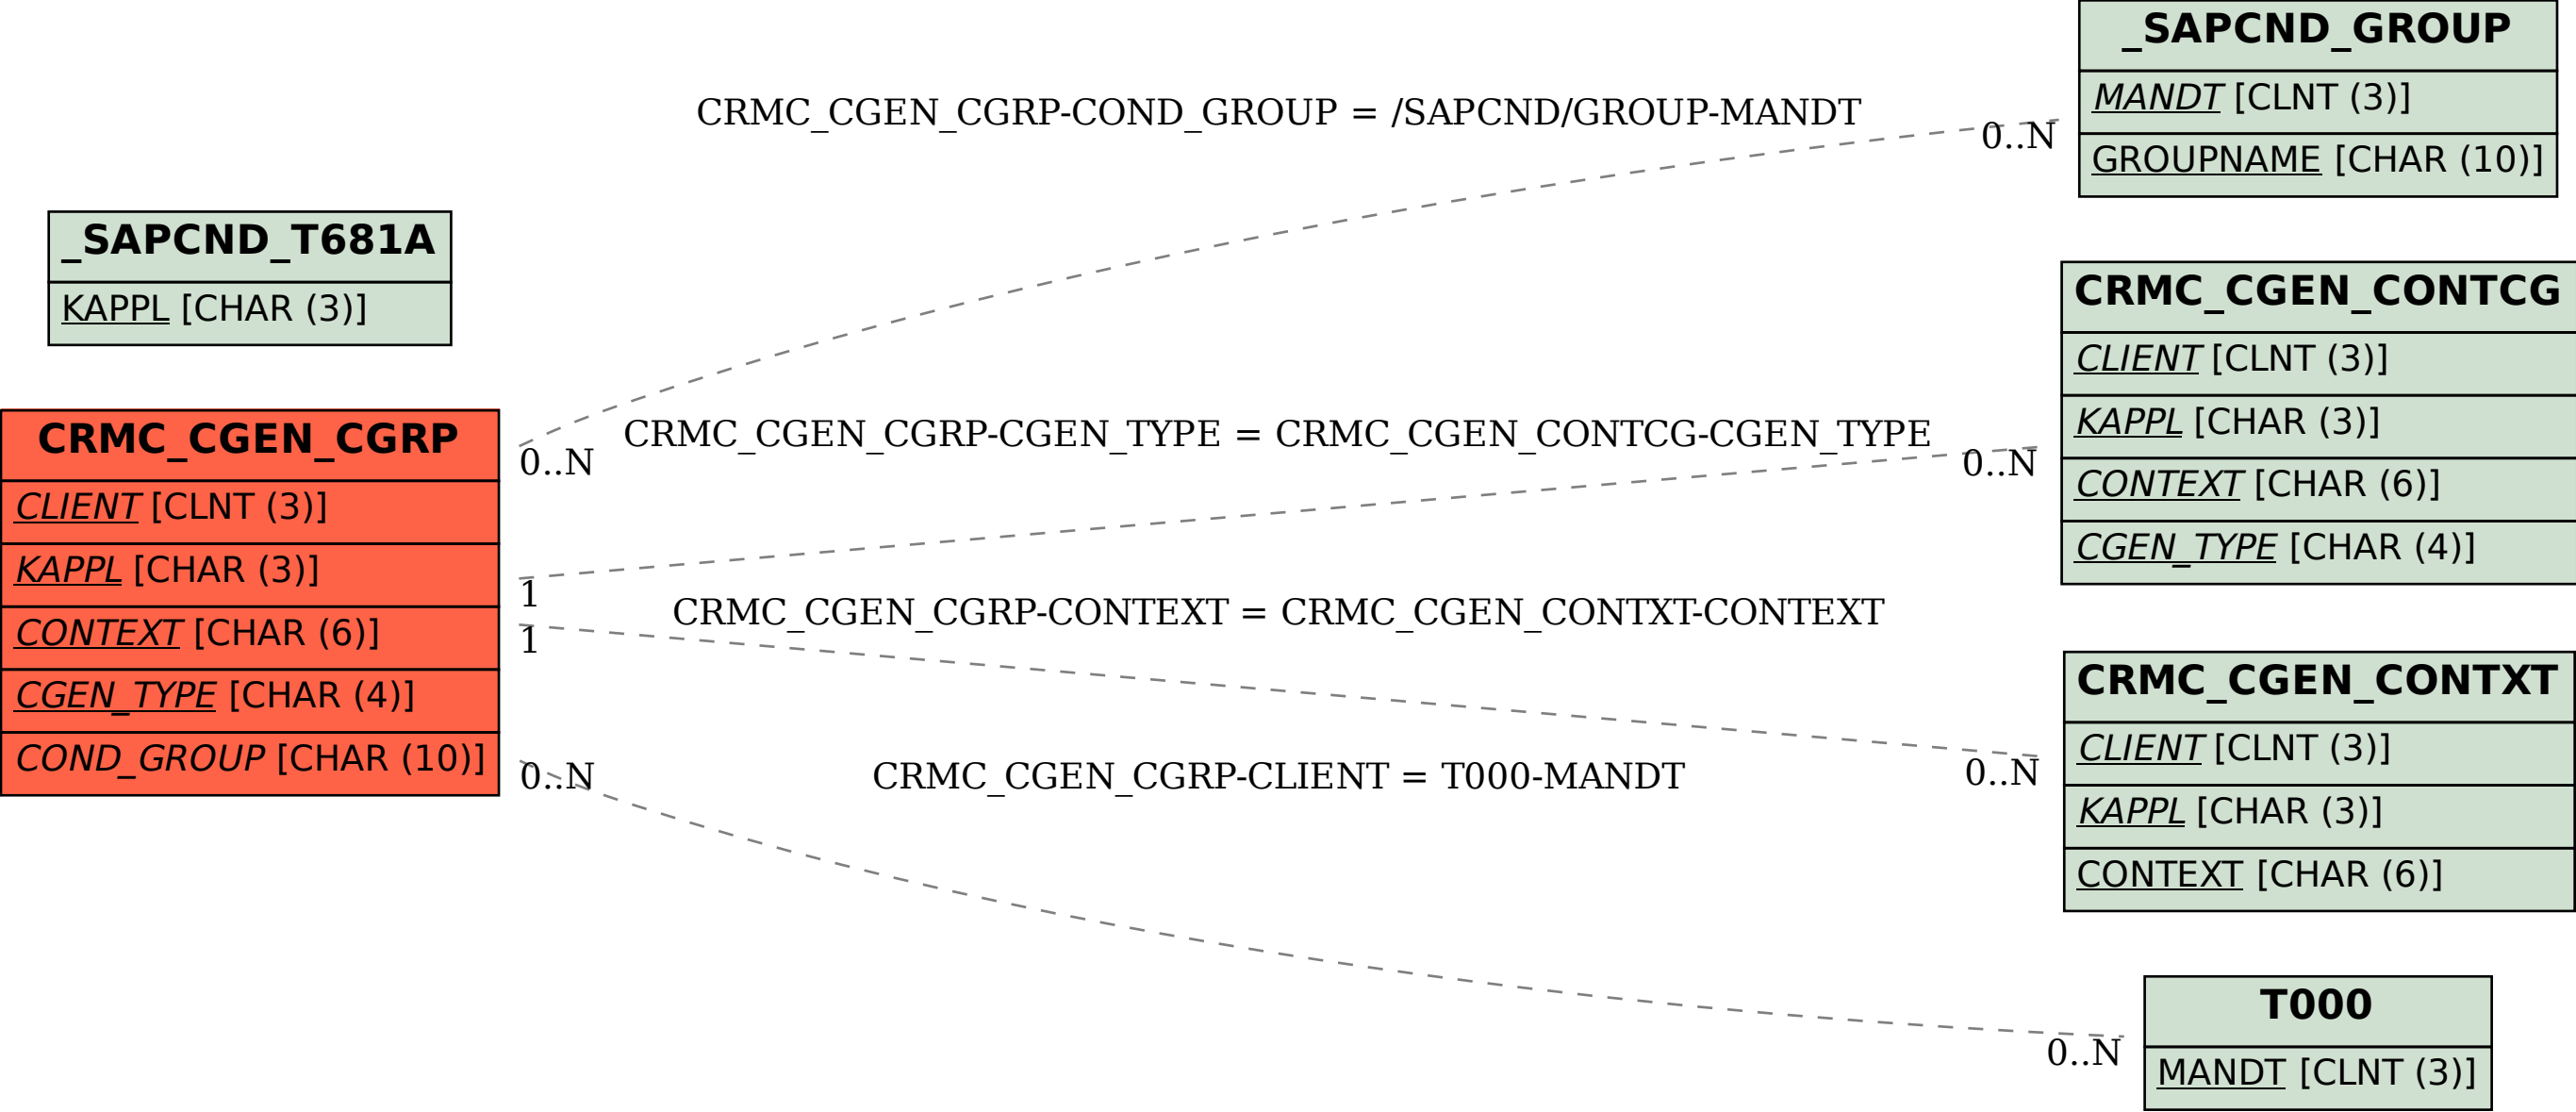 _SAPCND_GROUP
MANDT [CLNT (3)]
GROUPNAME [CHAR (10)]
CRMC_CGEN_CGRP-COND_GROUP = /SAPCND/GROUP-MANDT
0..N
0..N
_SAPCND_T681A
KAPPL [CHAR (3)]
CRMC_CGEN_CONTCG
CLIENT [CLNT (3)]
KAPPL [CHAR (3)]
CONTEXT [CHAR (6)]
CGEN_TYPE [CHAR (4)]
CRMC_CGEN_CGRP-CGEN_TYPE = CRMC_CGEN_CONTCG-CGEN_TYPE
0..N
1
CRMC_CGEN_CGRP
CLIENT [CLNT (3)]
KAPPL [CHAR (3)]
CONTEXT [CHAR (6)]
CGEN_TYPE [CHAR (4)]
COND_GROUP [CHAR (10)]
CRMC_CGEN_CGRP-CONTEXT = CRMC_CGEN_CONTXT-CONTEXT
1
0..N
CRMC_CGEN_CONTXT
CLIENT [CLNT (3)]
KAPPL [CHAR (3)]
CONTEXT [CHAR (6)]
CRMC_CGEN_CGRP-CLIENT = T000-MANDT
0..N
0..N
T000
MANDT [CLNT (3)]